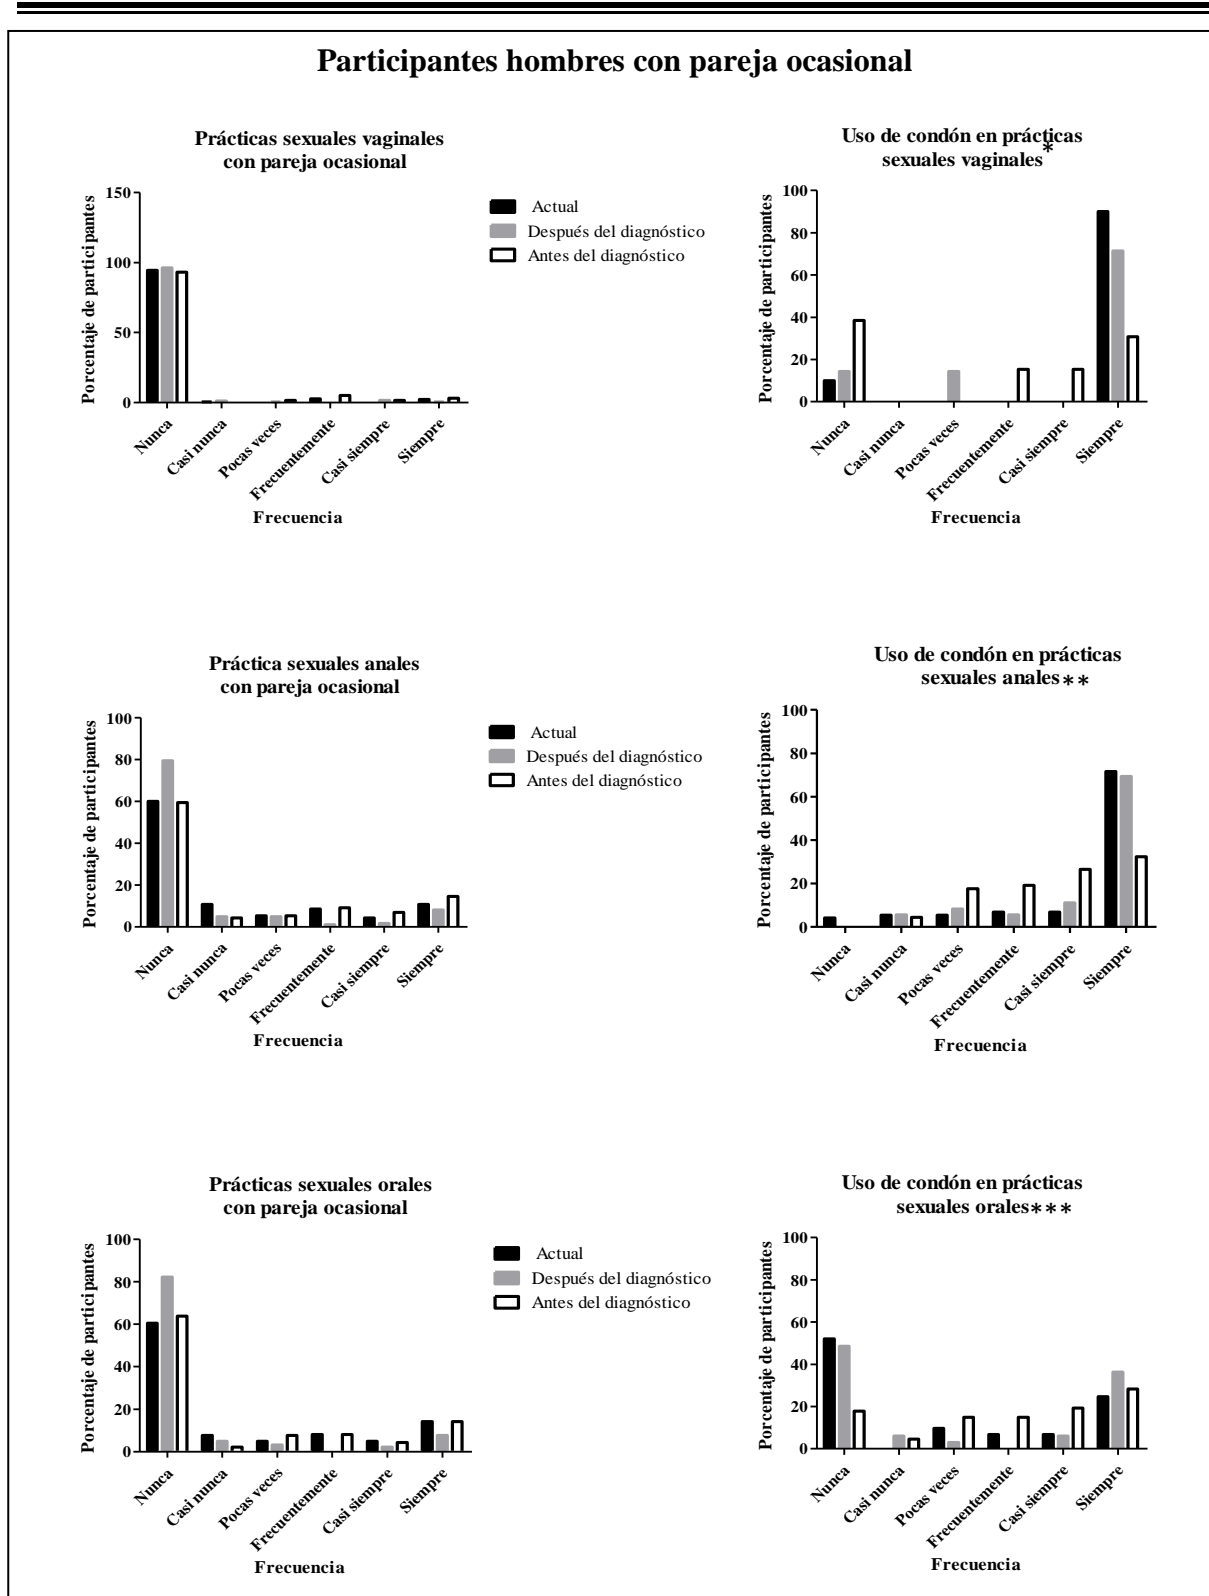 Participantes hombres con pareja ocasional
Prácticas sexuales vaginales
con pareja ocasional
Porcentaje de participantes
150
100
50
0
Nunca
Casi nunca
Pocas veces
Frecuentemente
Casi siempre
Siempre
Frecuencia
Actual
Después del diagnóstico
Antes del diagnóstico
Uso de condón en prácticas
sexuales vaginales*
Porcentaje de participantes
100
80
60
40
20
0
Nunca
Casi nunca
Pocas veces
Frecuentemente
Casi siempre
Siempre
Frecuencia
Práctica sexuales anales
con pareja ocasional
Porcentaje de participantes
100
80
60
40
20
0
Nunca
Casi nunca
Pocas veces
Frecuentemente
Casi siempre
Siempre
Frecuencia
Actual
Después del diagnóstico
Antes del diagnóstico
Uso de condón en prácticas
sexuales anales**
Porcentaje de participantes
100
80
60
40
20
0
Nunca
Casi nunca
Pocas veces
Frecuentemente
Casi siempre
Siempre
Frecuencia
Prácticas sexuales orales
con pareja ocasional
Porcentaje de participantes
100
80
60
40
20
0
Nunca
Casi nunca
Pocas veces
Frecuentemente
Casi siempre
Siempre
Frecuencia
Actual
Después del diagnóstico
Antes del diagnóstico
Uso de condón en prácticas
sexuales orales***
Porcentaje de participantes
100
80
60
40
20
0
Nunca
Casi nunca
Pocas veces
Frecuentemente
Casi siempre
Siempre
Frecuencia